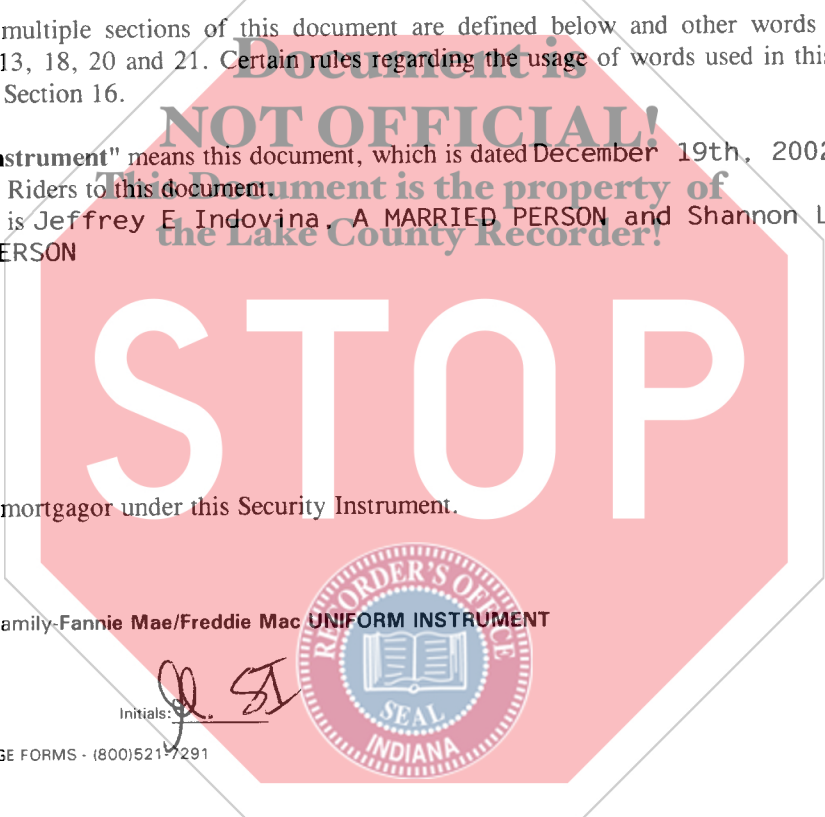 multiple sections of this document are defined below and other words
13, 18, 20 and 21. Certain rules regarding the usage of words used in this
Section 16.
Document is
NOT OFFICIAL!
This Document is the property of
the Lake County Recorder!
nstrument" means this document, which is dated December 19th, 2002
Riders to this document.
is Jeffrey E Indovina, A MARRIED PERSON and Shannon L
ERSON
STOP
mortgagor under this Security Instrument.
amily-Fannie Mae/Freddie Mac UNIFORM INSTRUMENT
RECORDER'S OFFICE
SEAL
INDIANA
Initials: SI
GE FORMS - (800)521-7291